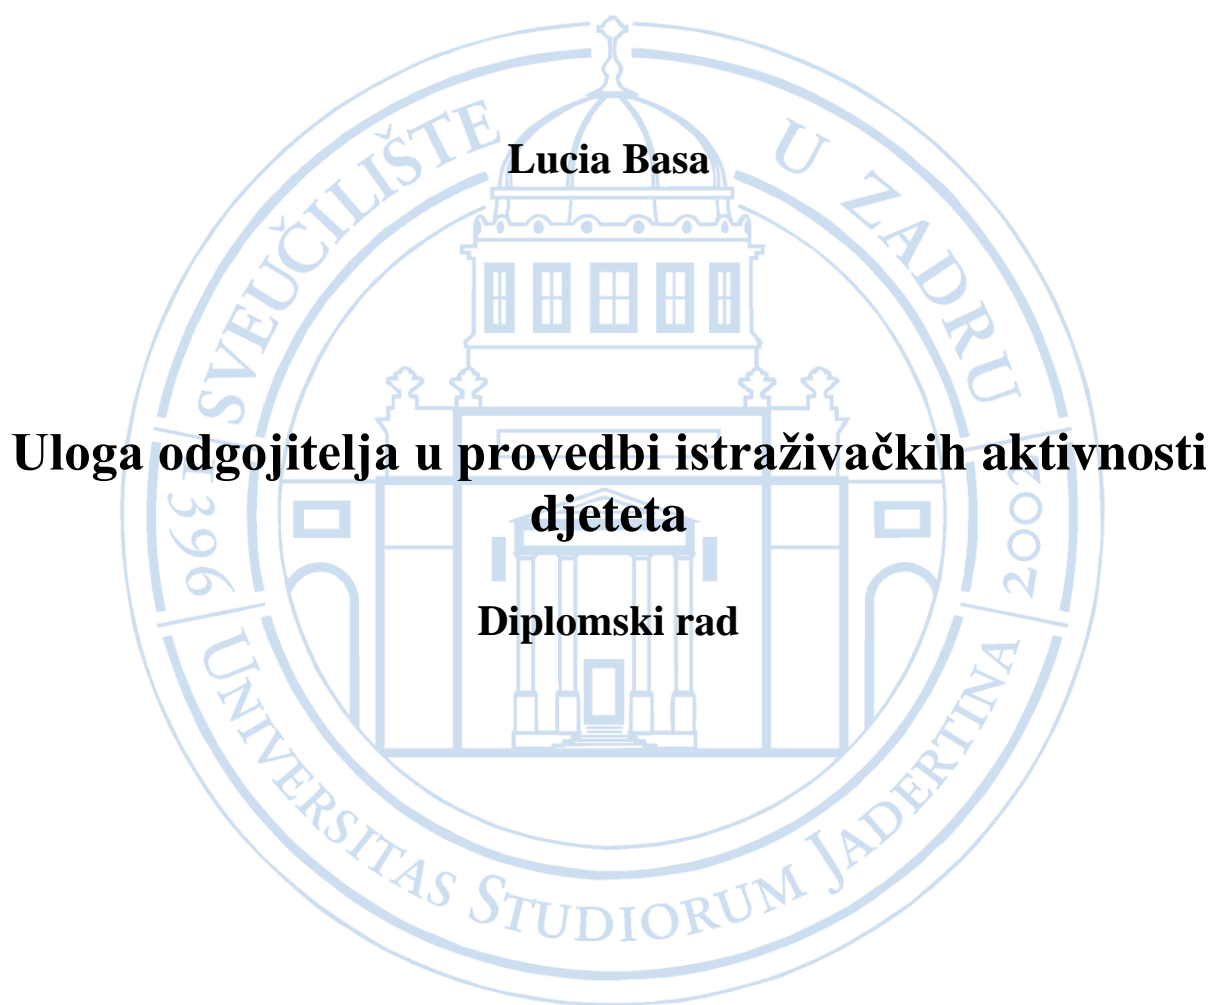 Lucia Basa
Uloga odgojitelja u provedbi istraživačkih aktivnosti
djeteta
Diplomski rad
SVEUČILIŠTE U ZADRU
1396
2002
UNIVERSITAS STUDIORUM JADERTINA